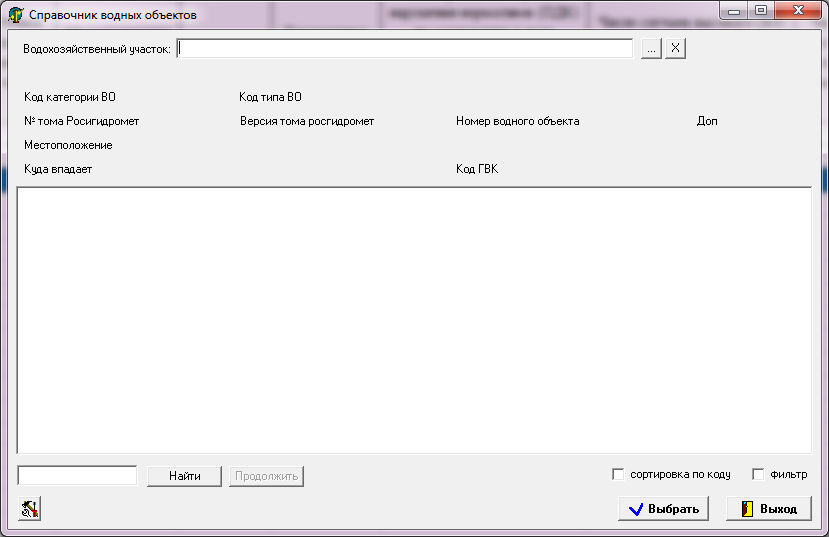 Справочник водных объектов
Водохозяйственный участок:
... X
Код категории ВО Код типа ВО
№ тома Росигидромет Версия тома росгидромет Номер водного объекта Доп
Местоположение
Куда впадает Код ГВК
Найти Продолжить сортировка по коду фильтр
Выбрать Выход